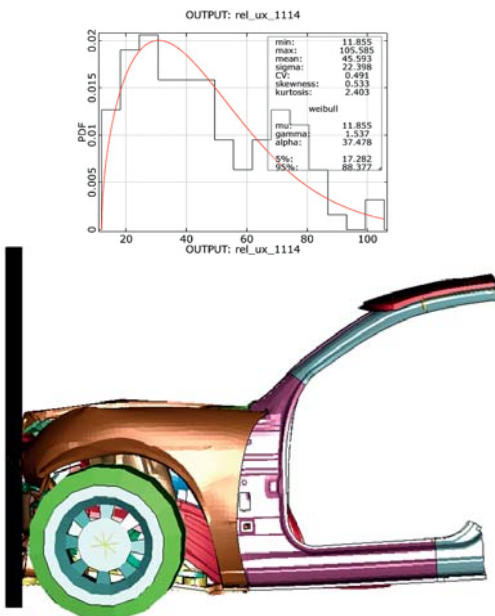 OUTPUT: rel_ux_1114
0.02
0.015
0.01
0.005
0
PDF
min: 11.855
max: 105.585
mean: 45.593
sigma: 22.398
CV: 0.491
skewness: 0.533
kurtosis: 2.403
weibull
mu: 11.855
gamma: 1.537
alpha: 37.478
5%: 17.282
95%: 88.377
20 40 60 80 100
OUTPUT: rel_ux_1114